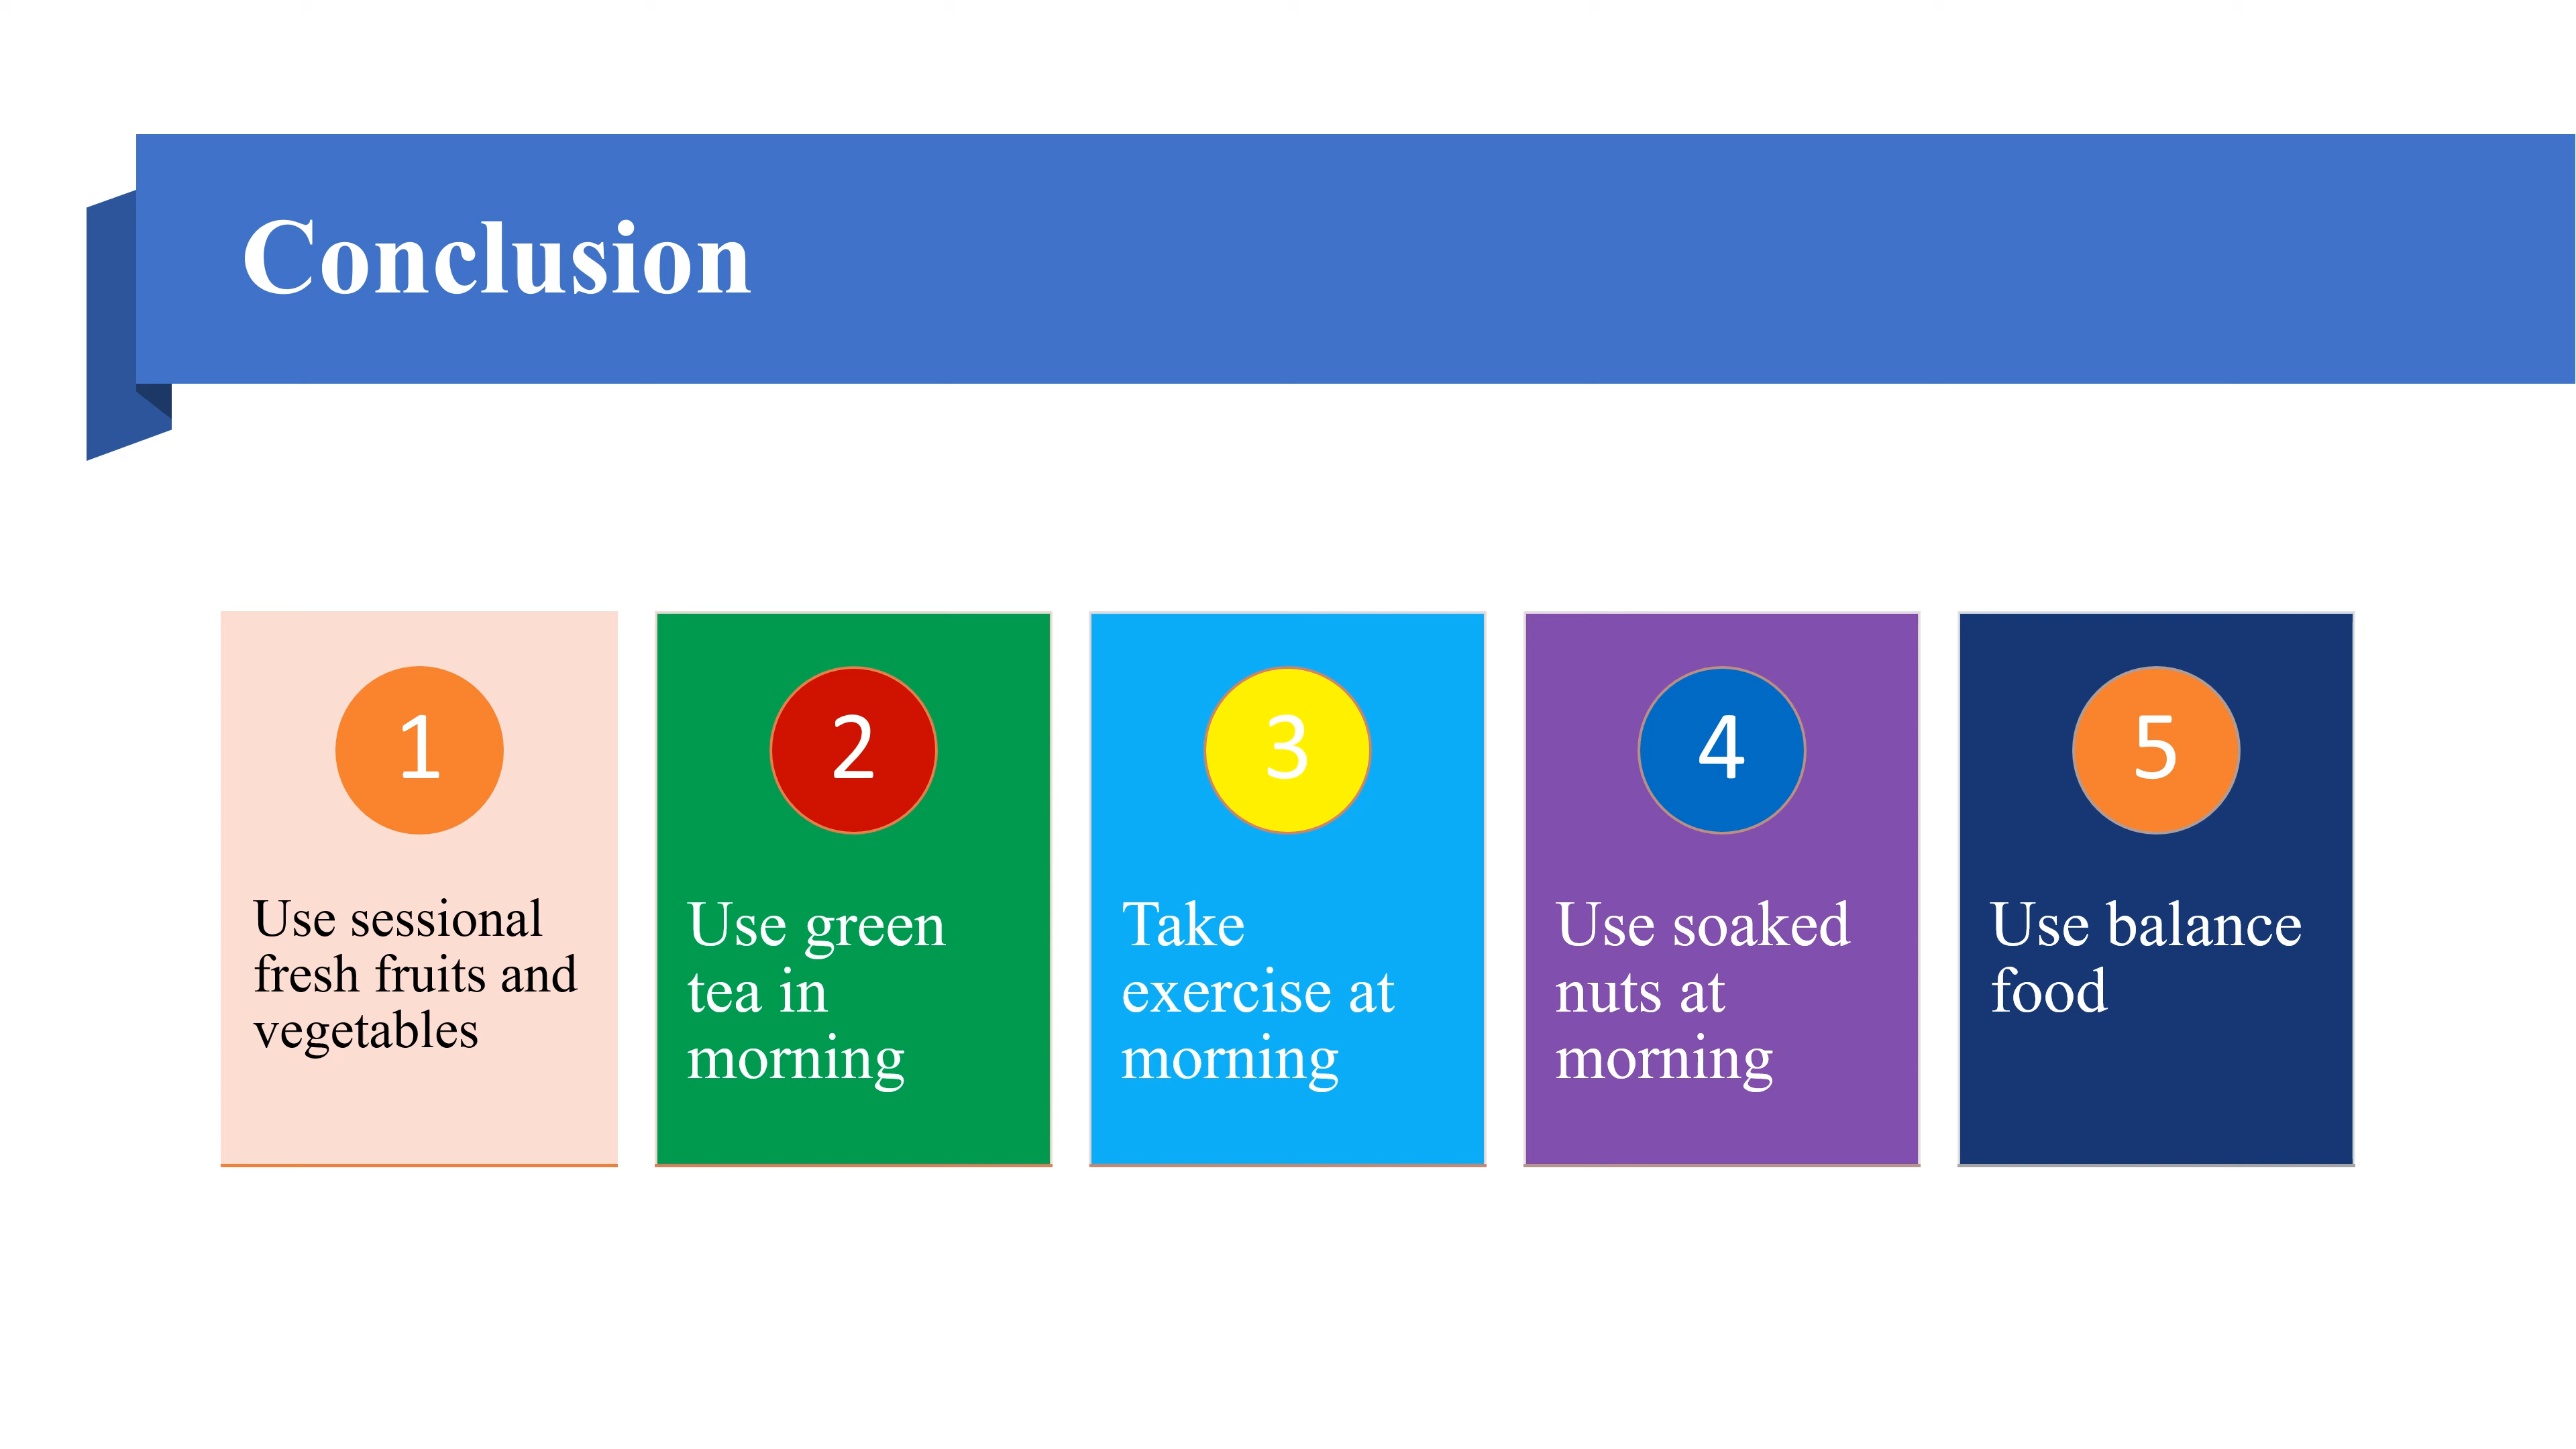 Conclusion
1
Use sessional
fresh fruits and
vegetables
2
Use green
tea in
morning
3
Take
exercise at
morning
4
Use soaked
nuts at
morning
5
Use balance
food